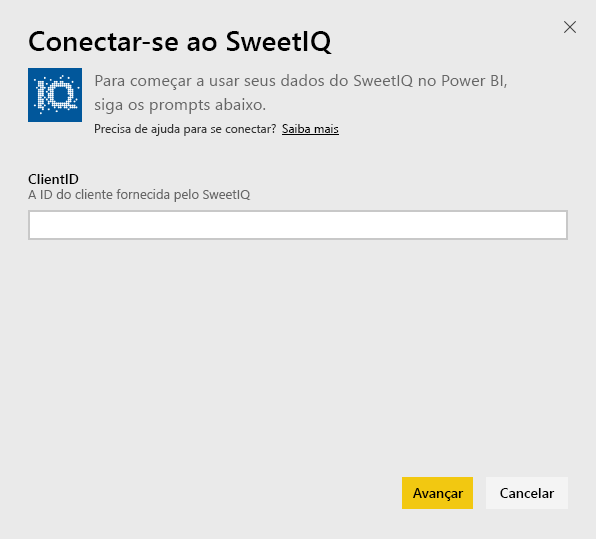 Conectar-se ao SweetIQ
IQ
Para começar a usar seus dados do SweetIQ no Power BI,
siga os prompts abaixo.
Precisa de ajuda para se conectar? Saiba mais
ClientID
A ID do cliente fornecida pelo SweetIQ
Avançar
Cancelar